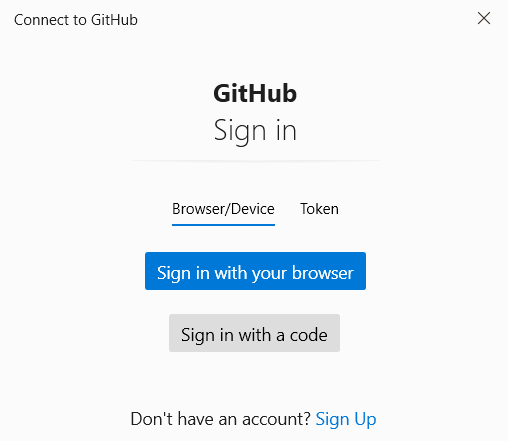 Connect to GitHub
GitHub
Sign in
Browser/Device Token
Sign in with your browser
Sign in with a code
Don't have an account? Sign Up